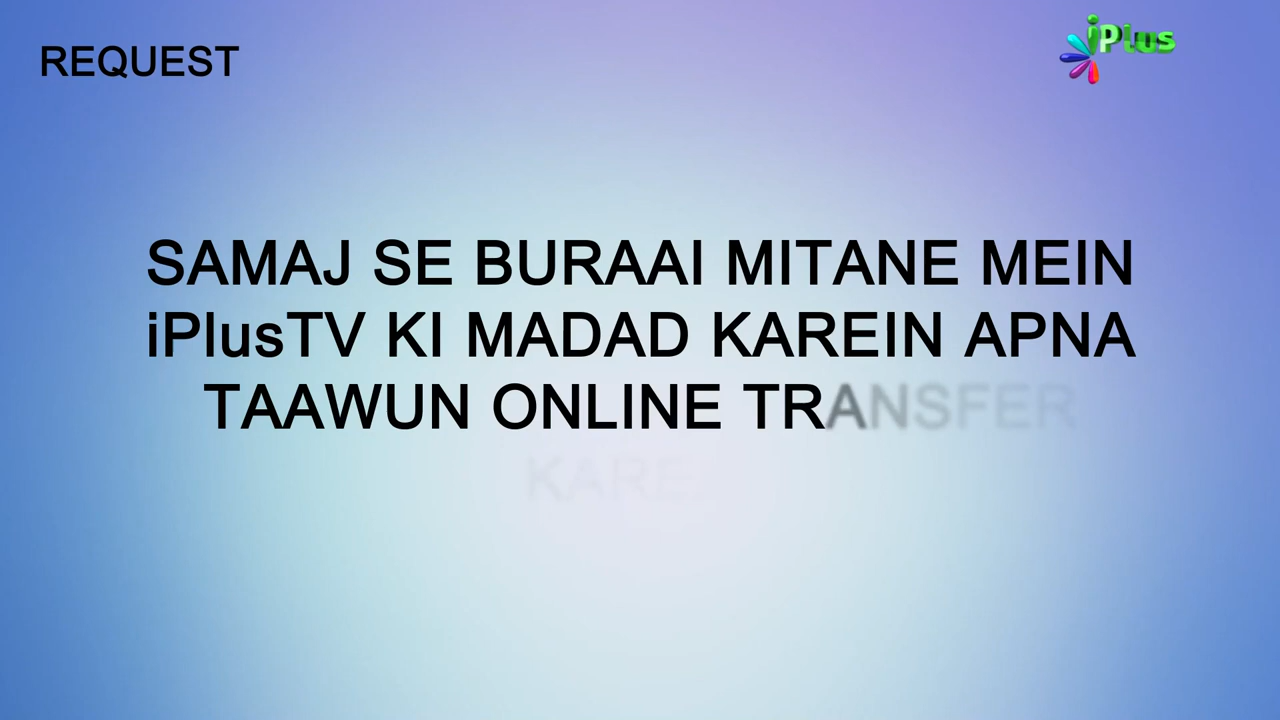 REQUEST
iPlus
SAMAJ SE BURAAI MITANE MEIN
iPlusTV KI MADAD KAREIN APNA
TAAWUN ONLINE TRANSFER